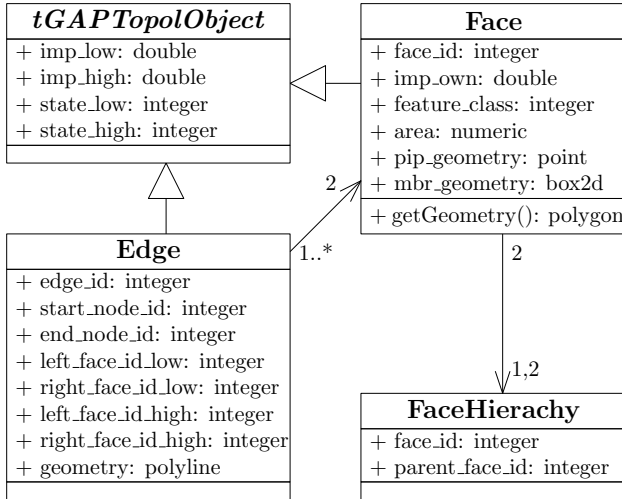 tGAPTopolObject
+ imp_low: double
+ imp_high: double
+ state_low: integer
+ state_high: integer
Face
+ face_id: integer
+ imp_own: double
+ feature_class: integer
+ area: numeric
+ pip_geometry: point
+ mbr_geometry: box2d
+ getGeometry(): polygon
2
1..*
2
1,2
Edge
+ edge_id: integer
+ start_node_id: integer
+ end_node_id: integer
+ left_face_id_low: integer
+ right_face_id_low: integer
+ left_face_id_high: integer
+ right_face_id_high: integer
+ geometry: polyline
FaceHierachy
+ face_id: integer
+ parent_face_id: integer